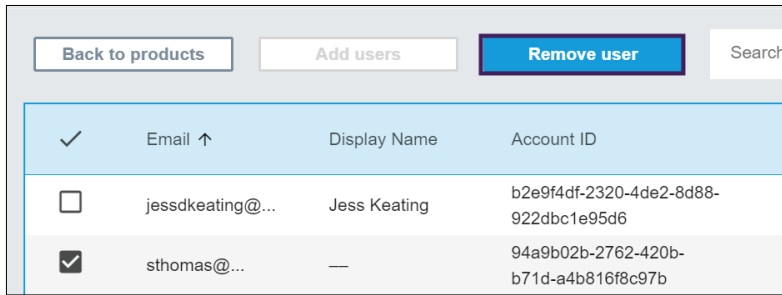 Back to products Add users Remove user Search
Email ↑ Display Name Account ID
jessdkeating@... Jess Keating b2e9f4df-2320-4de2-8d88-
922dbc1e95d6
sthomas@... — 94a9b02b-2762-420b-
b71d-a4b816f8c97b